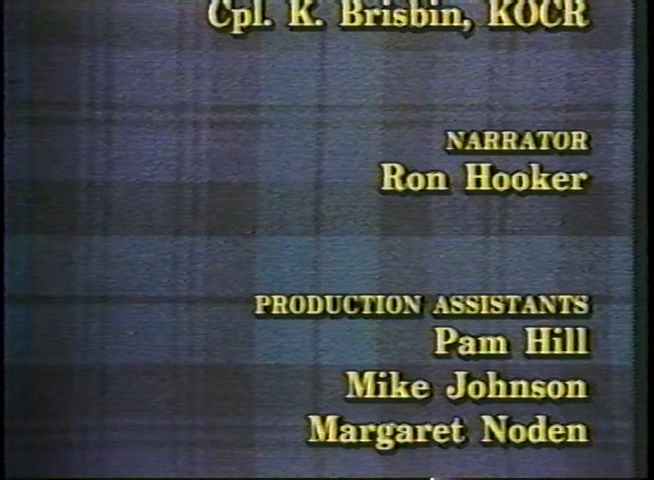 Cpl. K. Brisbin, KOCR
NARRATOR
Ron Hooker
PRODUCTION ASSISTANTS
Pam Hill
Mike Johnson
Margaret Noden